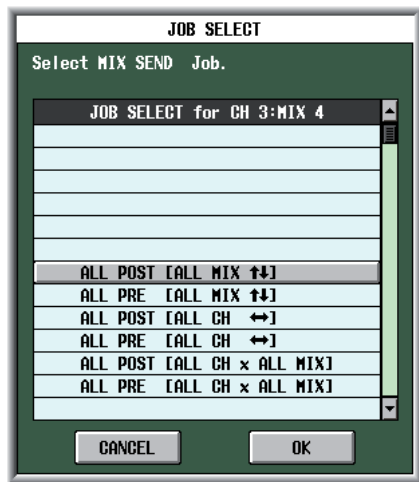 JOB SELECT
Select MIX SEND Job.
JOB SELECT for CH 3:MIX 4
ALL POST [ALL MIX ⬆⬇]
ALL PRE [ALL MIX ⬆⬇]
ALL POST [ALL CH ↔]
ALL PRE [ALL CH ↔]
ALL POST [ALL CH x ALL MIX]
ALL PRE [ALL CH x ALL MIX]
CANCEL OK